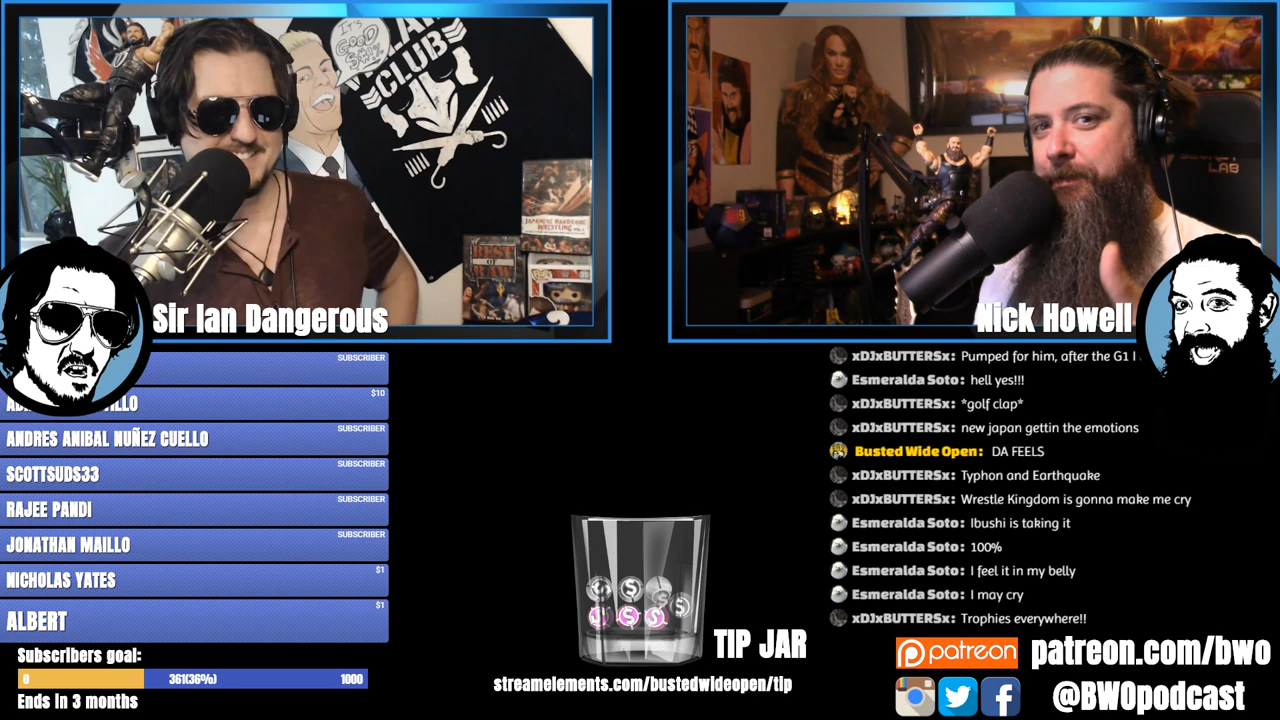 IT'S
GOOD
SHI%
CLUB
JAPANESE HARDCORE
WRESTLING
BEST
OF
RAW
LAB
Sir Ian Dangerous
Nick Howell
SUBSCRIBER
$10
SUBSCRIBER
ANDRES ANIBAL NUÑEZ CUELLO
SUBSCRIBER
SCOTTSUDS33
SUBSCRIBER
RAJEE PANDI
SUBSCRIBER
JONATHAN MAILLO
$1
NICHOLAS YATES
$1
ALBERT
Subscribers goal:
0 361(36%) 1000
Ends in 3 months
TIP JAR
streamelements.com/bustedwideopen/tip
xDJxBUTTERSx: Pumped for him, after the G1 I
Esmeralda Soto: hell yes!!!
xDJxBUTTERSx: *golf clap*
xDJxBUTTERSx: new japan gettin the emotions
Busted Wide Open: DA FEELS
xDJxBUTTERSx: Typhon and Earthquake
xDJxBUTTERSx: Wrestle Kingdom is gonna make me cry
Esmeralda Soto: Ibushi is taking it
Esmeralda Soto: 100%
Esmeralda Soto: I feel it in my belly
Esmeralda Soto: I may cry
xDJxBUTTERSx: Trophies everywhere!!
patreon patreon.com/bwo
@BWOpodcast